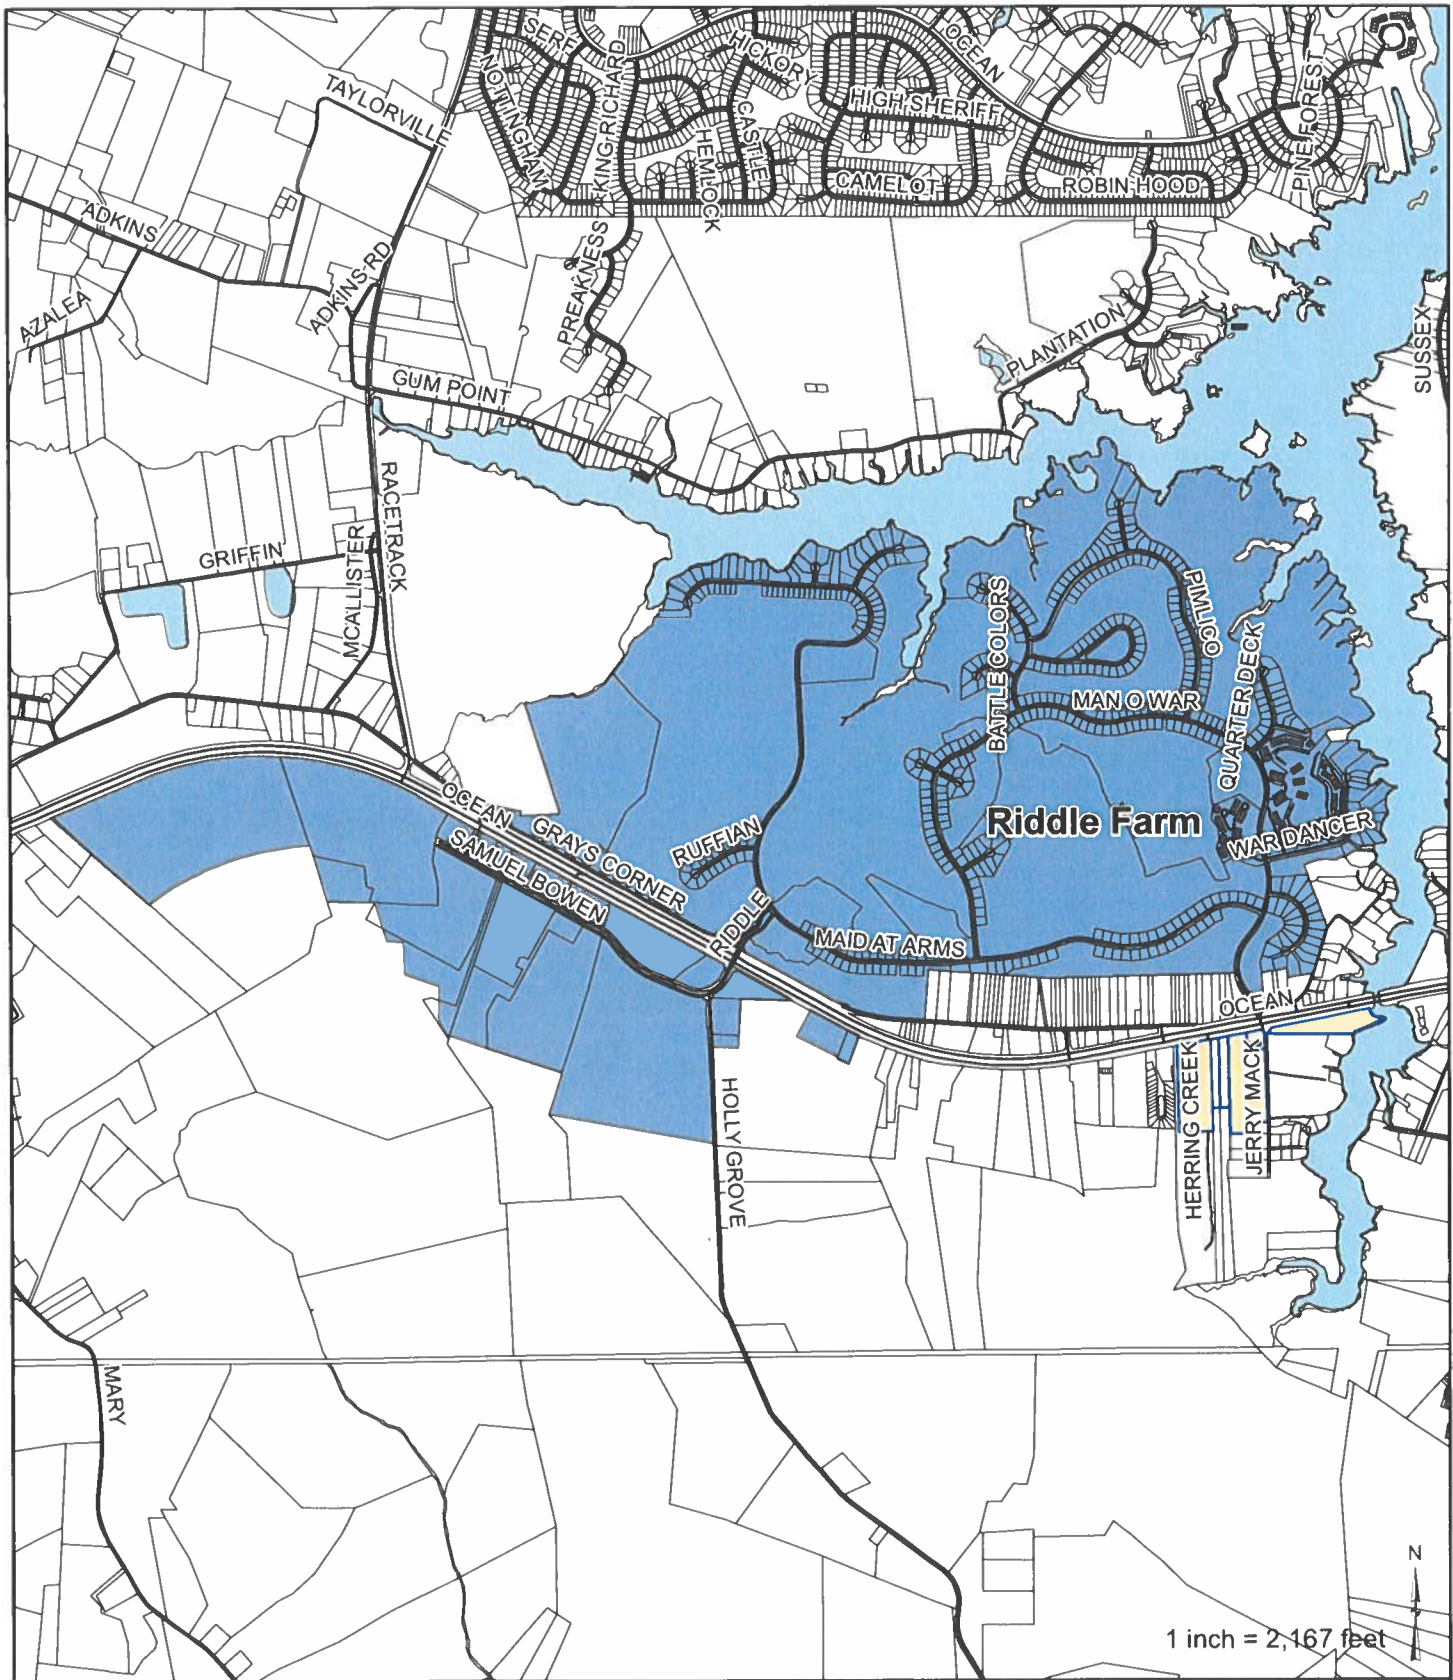 SERF
HICKORY
OCEAN
NOTTINGHAM
KING RICHARD
TAYLORVILLE
HIGH SHERIFF
PINE FOREST
CASTLE
HEMLOCK
CAMELOT
ROBIN HOOD
ADKINS
PREAKNESS
ADKINS RD
AZALEA
PLANTATION
SUSSEX
GUM POINT
RACETRACK
GRIFFIN
MCALLISTER
PIMLICO
BATTLE COLORS
QUARTER DECK
MAN O WAR
OCEAN
GRAYS CORNER
Riddle Farm
RUFFIAN
WAR DANCER
SAMUEL BOWEN
RIDDLE
MAID AT ARMS
OCEAN
HERRING CREEK
JERRY MACK
HOLLY GROVE
MARY
N
1 inch = 2,167 feet